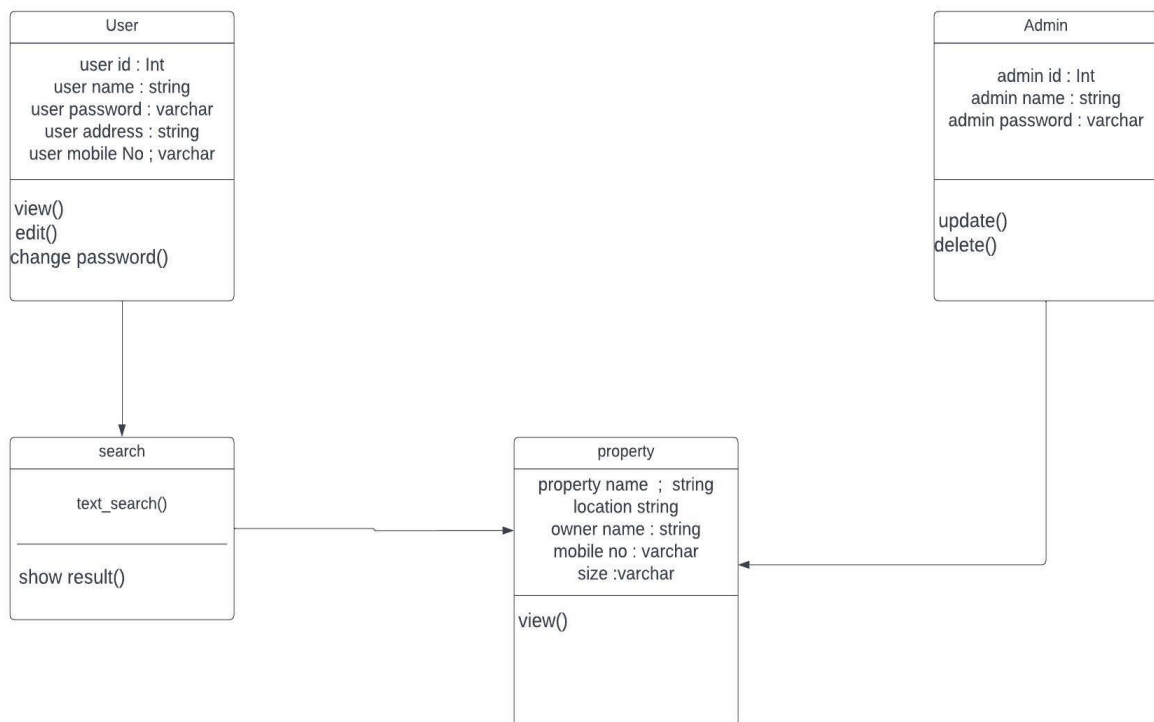 User
user id : Int
user name : string
user password : varchar
user address : string
user mobile No ; varchar
view()
edit()
change password()
Admin
admin id : Int
admin name : string
admin password : varchar
update()
delete()
search
text_search()
show result()
property
property name ; string
location string
owner name : string
mobile no : varchar
size :varchar
view()